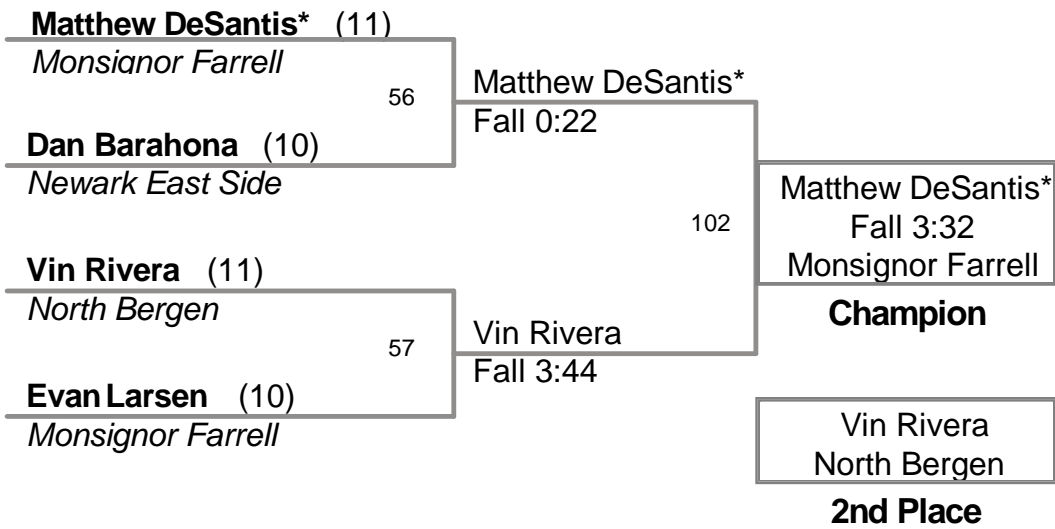 Matthew DeSantis* (11)
Monsignor Farrell
56
Matthew DeSantis*
Fall 0:22
Dan Barahona (10)
Newark East Side
102
Matthew DeSantis*
Fall 3:32
Monsignor Farrell
Champion
Vin Rivera (11)
North Bergen
57
Vin Rivera
Fall 3:44
Evan Larsen (10)
Monsignor Farrell
Vin Rivera
North Bergen
2nd Place